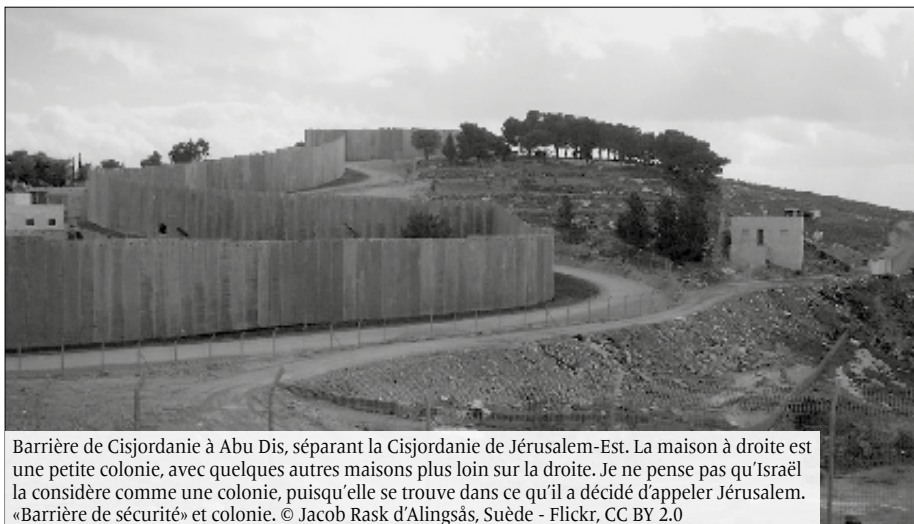 Barrière de Cisjordanie à Abu Dis, séparant la Cisjordanie de Jérusalem-Est. La maison à droite est
une petite colonie, avec quelques autres maisons plus loin sur la droite. Je ne pense pas qu'Israël
la considère comme une colonie, puisqu'elle se trouve dans ce qu'il a décidé d'appeler Jérusalem.
«Barrière de sécurité» et colonie. © Jacob Rask d'Alingsås, Suède - Flickr, CC BY 2.0